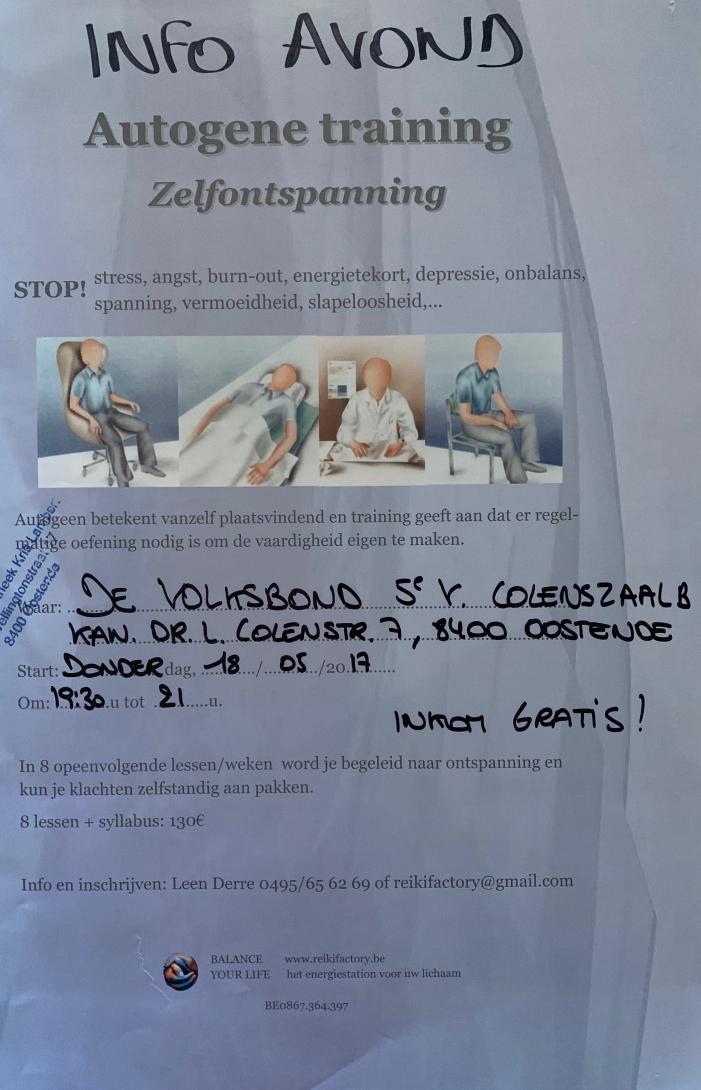 INFO AVOND
Autogene training
Zelfontspanning
STOP! stress, angst, burn-out, energietekort, depressie, onbalans,
spanning, vermoeidheid, slapeloosheid,...
Autogeen betekent vanzelf plaatsvindend en training geeft aan dat er regel-
matige oefening nodig is om de vaardigheid eigen te maken.
8400 Oostende
Waar: DE VOLKSBOND 5e V. COLENSZAAL B
KAN. DR. L. COLENSTR. 7, 8400 OOSTENDE
Start: DONDERdag, 18/05/2017
Om: 19:30 u tot 21 u.
INKOM GRATIS!
In 8 opeenvolgende lessen/weken word je begeleid naar ontspanning en
kun je klachten zelfstandig aan pakken.
8 lessen + syllabus: 130€
Info en inschrijven: Leen Derre 0495/65 62 69 of reikifactory@gmail.com
BALANCE www.reikifactory.be
YOUR LIFE het energiestation voor uw lichaam
BE0867.364.397